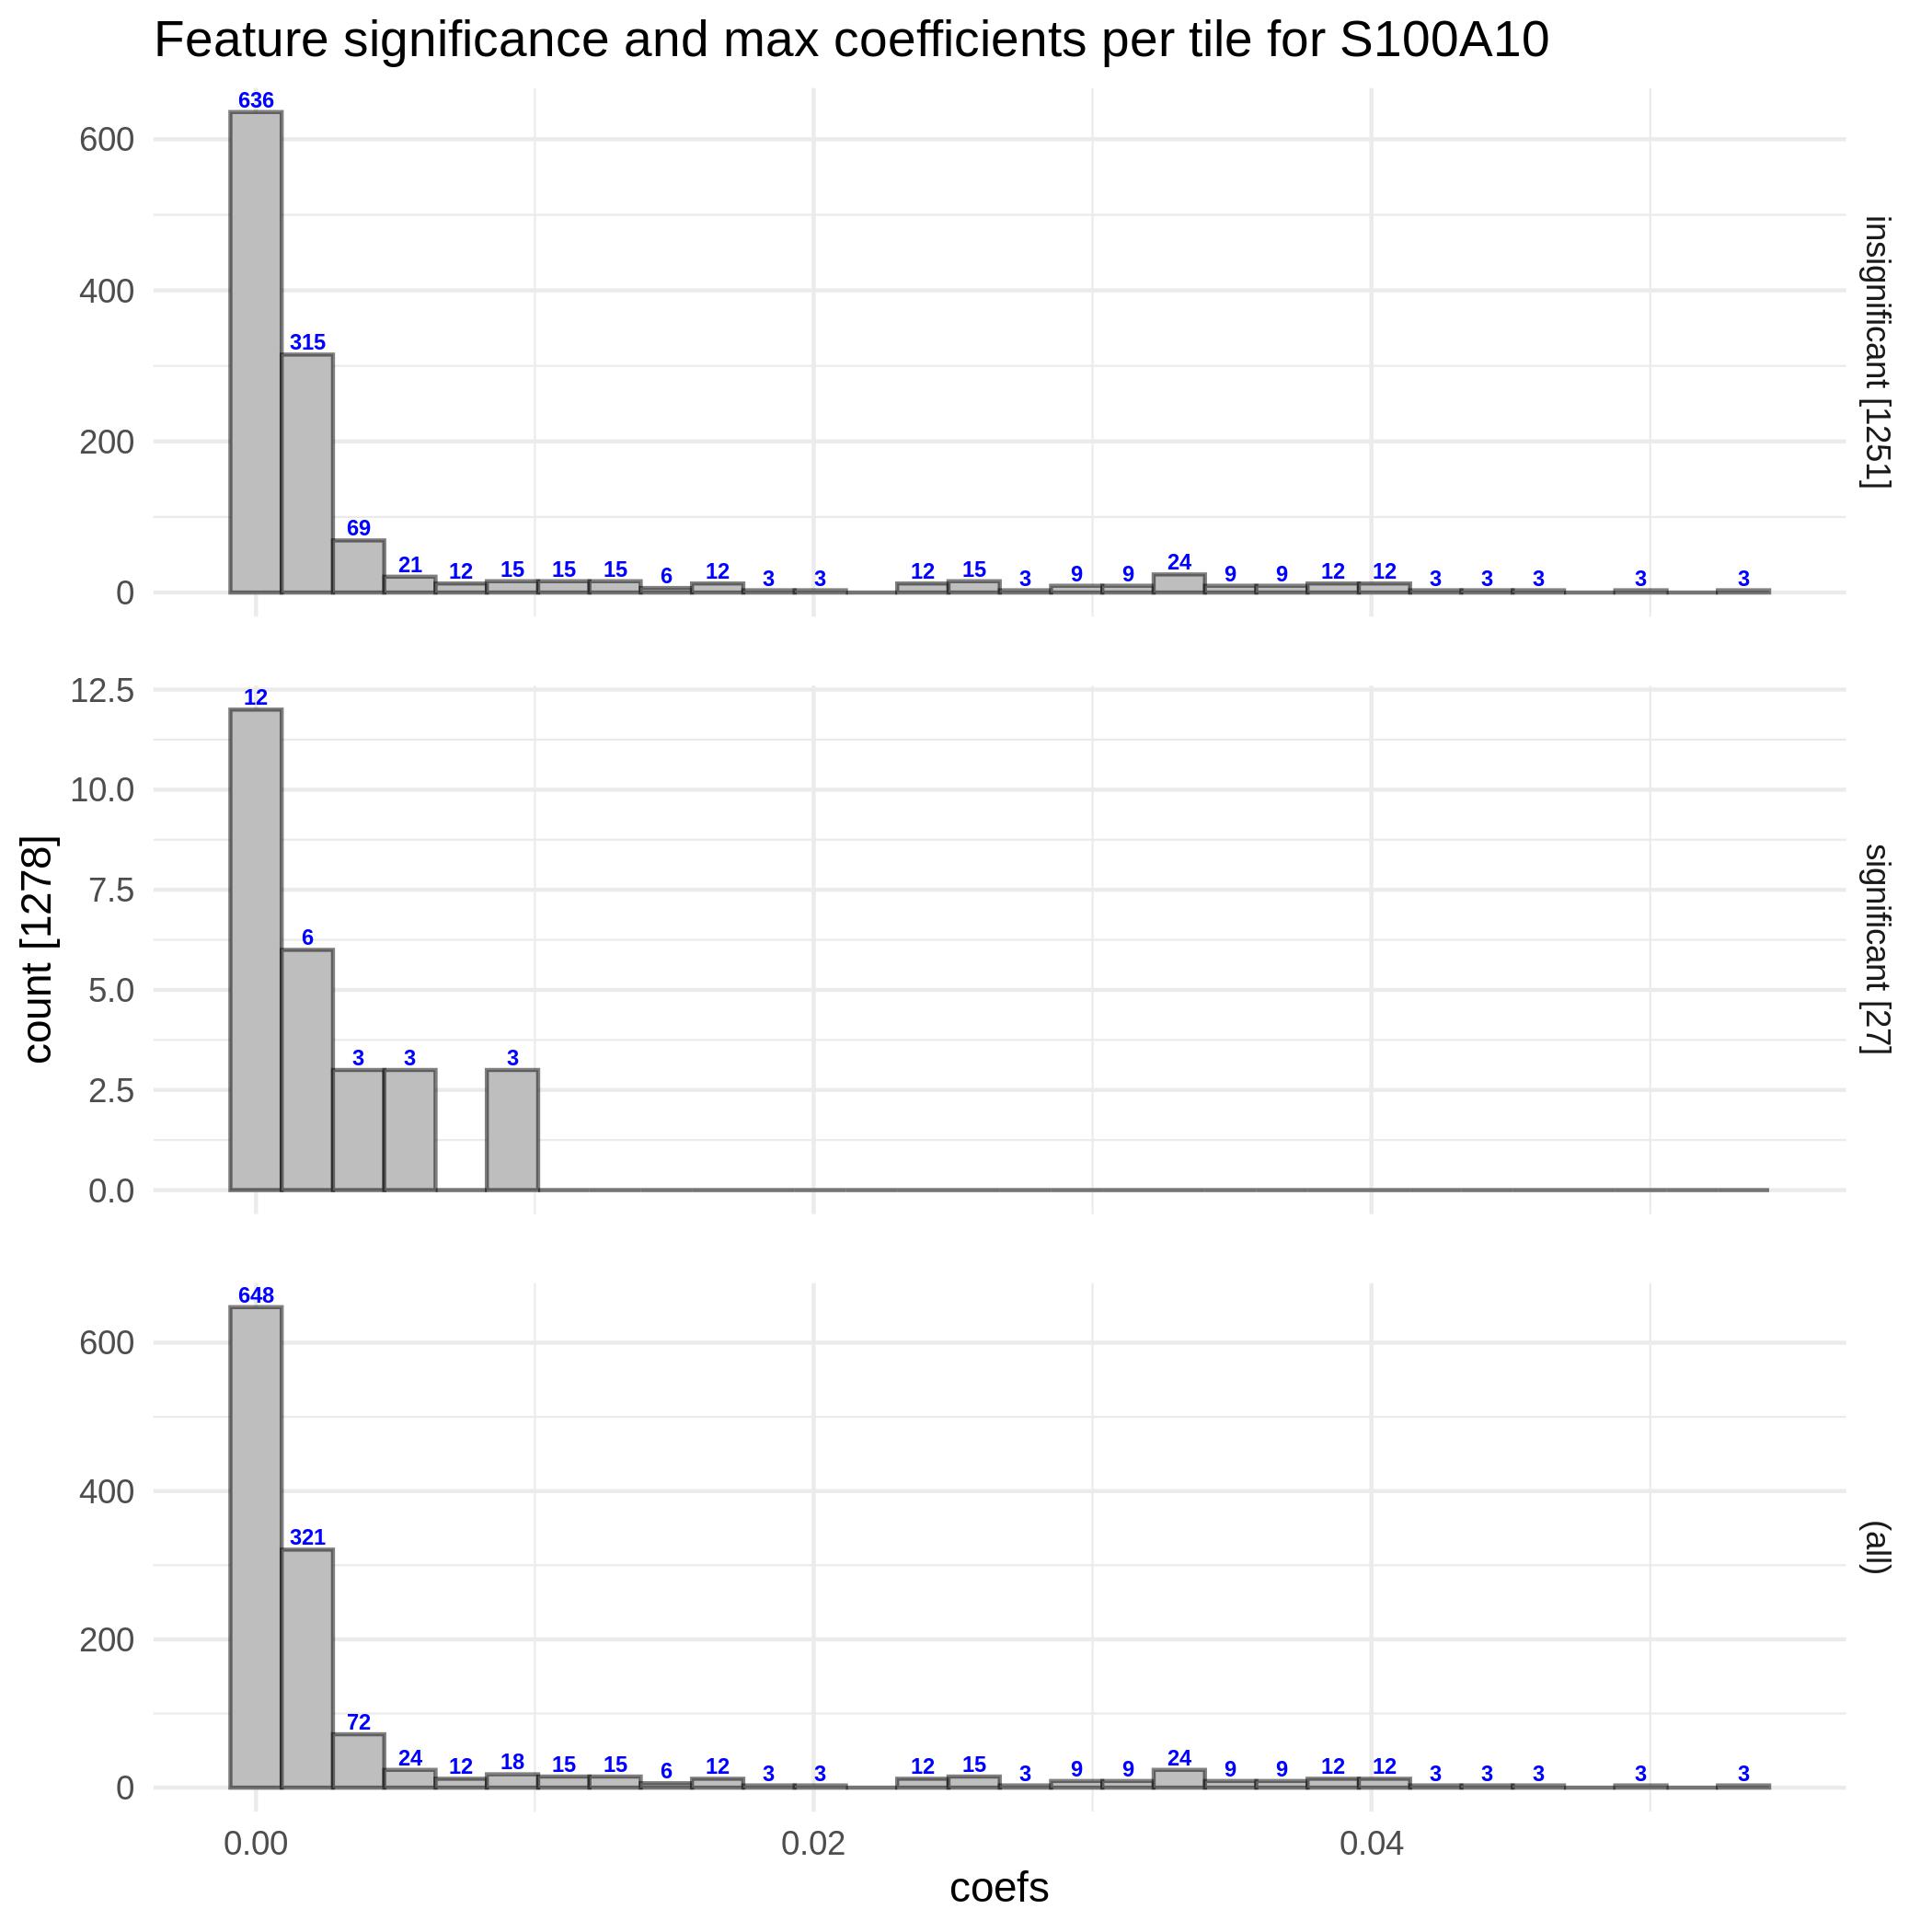 Feature significance and max coefficients per tile for S100A10
636
600
315
400
200
69
21 12 15 15 15 6 12 3 3 12 15 3 9 9 24 9 9 12 12 3 3 3 3 3
0
insignificant [1251]
12.5
12
10.0
7.5
6
5.0
3 3 3
2.5
0.0
significant [27]
count [1278]
648
600
400
321
200
72
24 12 18 15 15 6 12 3 3 12 15 3 9 9 24 9 9 12 12 3 3 3 3 3
0
(all)
0.00 0.02 0.04
coefs